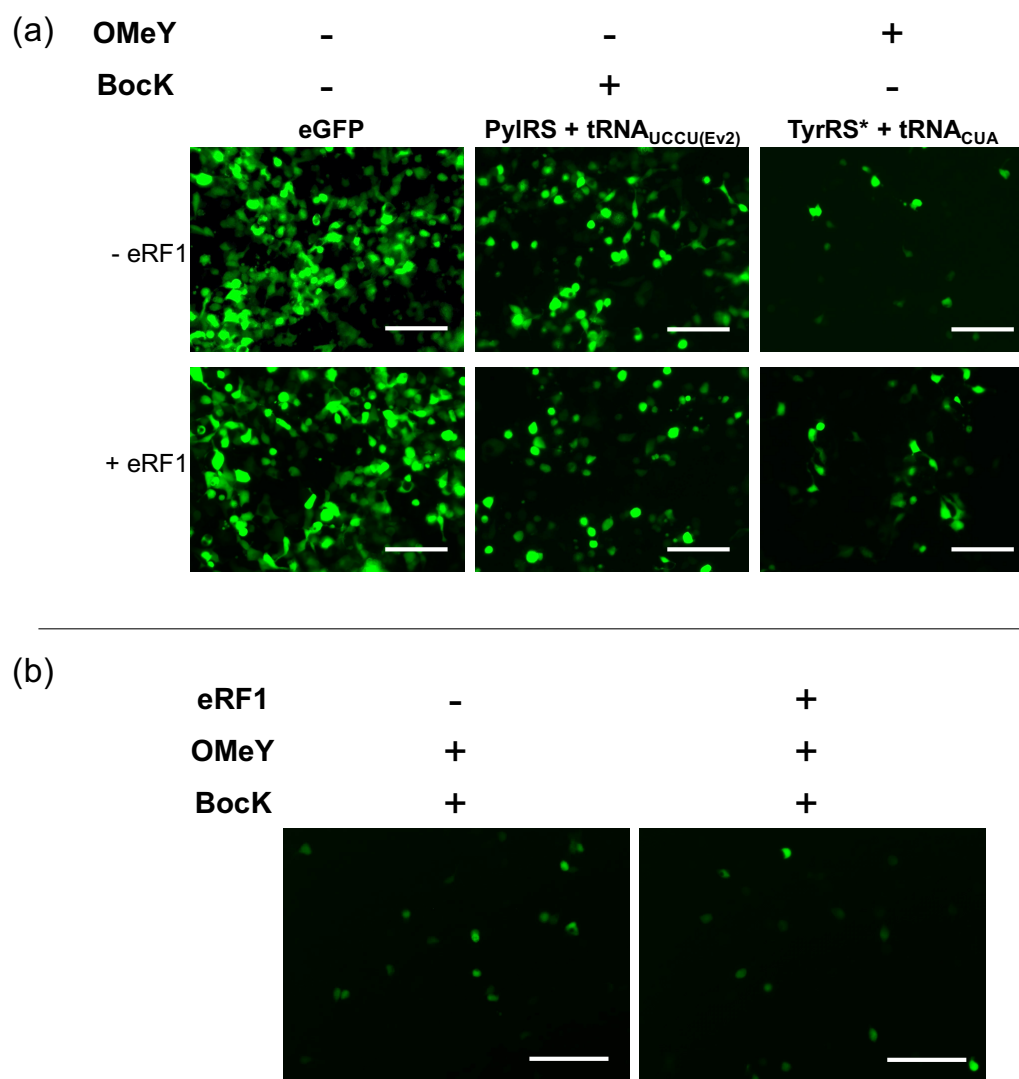 (a) OMeY - - +
BocK - + -
eGFP PylRS + tRNAUCCU(Ev2) TyrRS* + tRNACUA
- eRF1
+ eRF1
(b)
eRF1 - +
OMeY + +
BocK + +